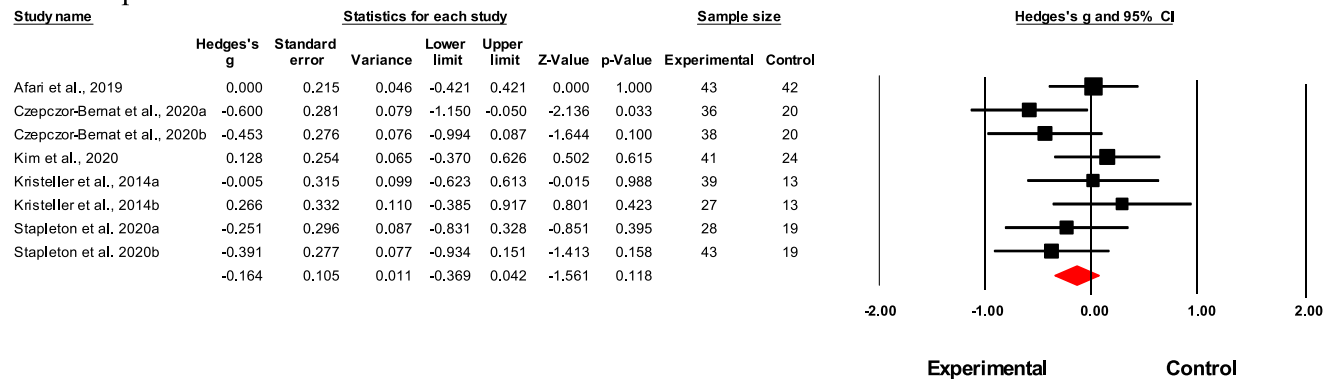 Study name Statistics for each study Sample size Hedges's g and 95% CI
Hedges's g Standard error Variance Lower limit Upper limit Z-Value p-Value Experimental Control
Afari et al., 2019 0.000 0.215 0.046 -0.421 0.421 0.000 1.000 43 42
Czepczor-Bernat et al., 2020a -0.600 0.281 0.079 -1.150 -0.050 -2.136 0.033 36 20
Czepczor-Bernat et al., 2020b -0.453 0.276 0.076 -0.994 0.087 -1.644 0.100 38 20
Kim et al., 2020 0.128 0.254 0.065 -0.370 0.626 0.502 0.615 41 24
Kristeller et al., 2014a -0.005 0.315 0.099 -0.623 0.613 -0.015 0.988 39 13
Kristeller et al., 2014b 0.266 0.332 0.110 -0.385 0.917 0.801 0.423 27 13
Stapleton et al. 2020a -0.251 0.296 0.087 -0.831 0.328 -0.851 0.395 28 19
Stapleton et al. 2020b -0.391 0.277 0.077 -0.934 0.151 -1.413 0.158 43 19
-0.164 0.105 0.011 -0.369 0.042 -1.561 0.118
-2.00 -1.00 0.00 1.00 2.00
Experimental Control